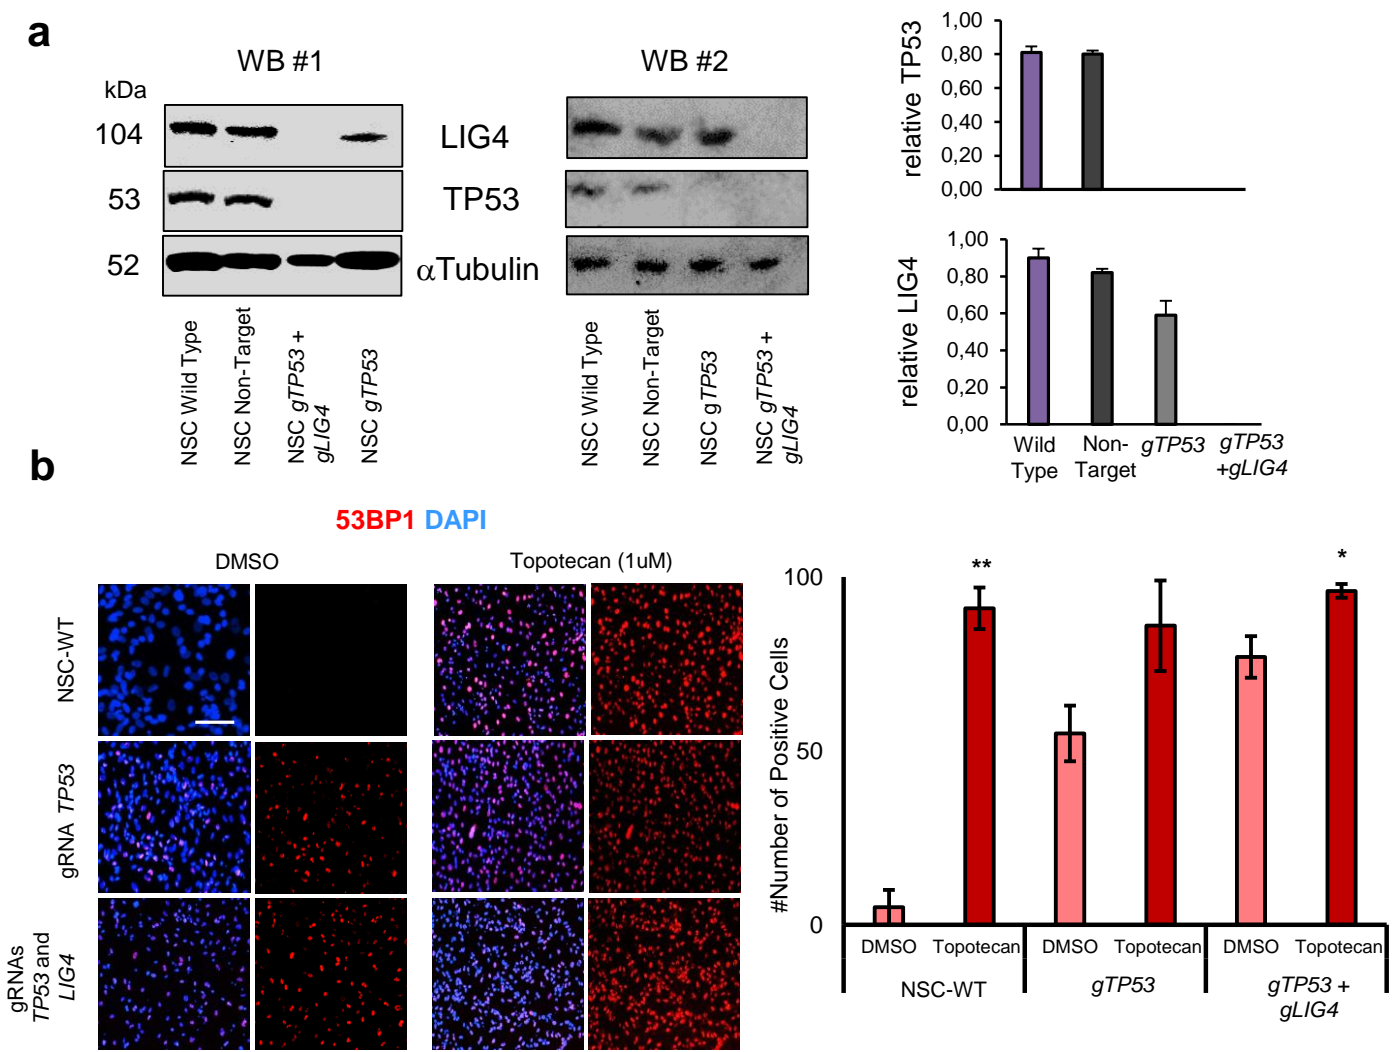 a
WB #1
WB #2
kDa
104
53
52
LIG4
TP53
αTubulin
NSC Wild Type
NSC Non-Target
NSC gTP53 +
gLIG4
NSC gTP53
NSC Wild Type
NSC Non-Target
NSC gTP53
NSC gTP53 +
gLIG4
relative TP53
1,00
0,80
0,60
0,40
0,20
0,00
relative LIG4
1,00
0,80
0,60
0,40
0,20
0,00
Wild
Type
Non-
Target
gTP53
gTP53
+gLIG4
b
53BP1 DAPI
DMSO
Topotecan (1uM)
NSC-WT
gRNA TP53
gRNAs
TP53 and
LIG4
#Number of Positive Cells
100
50
0
**
*
DMSO Topotecan DMSO Topotecan DMSO Topotecan
NSC-WT
gTP53
gTP53 +
gLIG4